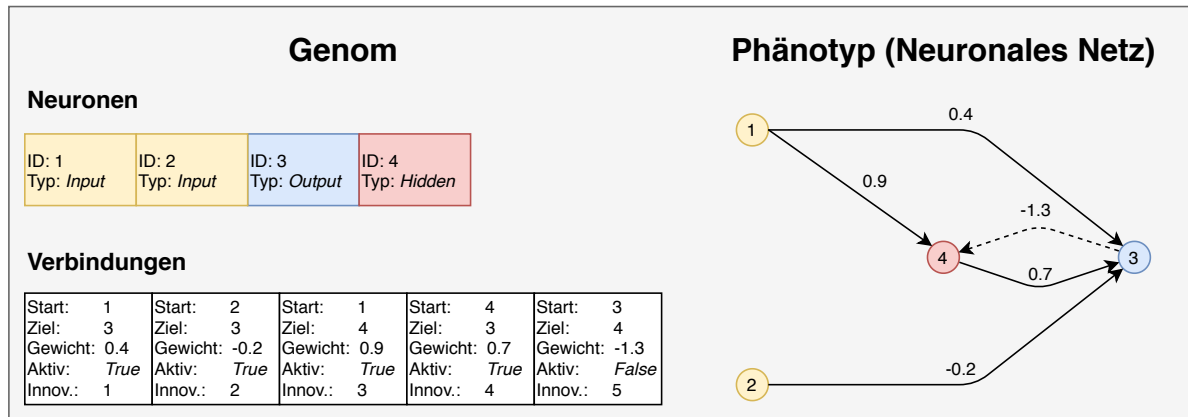 Genom
Neuronen
ID: 1 ID: 2 ID: 3 ID: 4
Typ: Input Typ: Input Typ: Output Typ: Hidden
Verbindungen
Start: 1 Start: 2 Start: 1 Start: 4 Start: 3
Ziel: 3 Ziel: 3 Ziel: 4 Ziel: 3 Ziel: 4
Gewicht: 0.4 Gewicht: -0.2 Gewicht: 0.9 Gewicht: 0.7 Gewicht: -1.3
Aktiv: True Aktiv: True Aktiv: True Aktiv: True Aktiv: False
Innov.: 1 Innov.: 2 Innov.: 3 Innov.: 4 Innov.: 5
Phänotyp (Neuronales Netz)
0.4
1
0.9
-1.3
4
3
0.7
-0.2
2